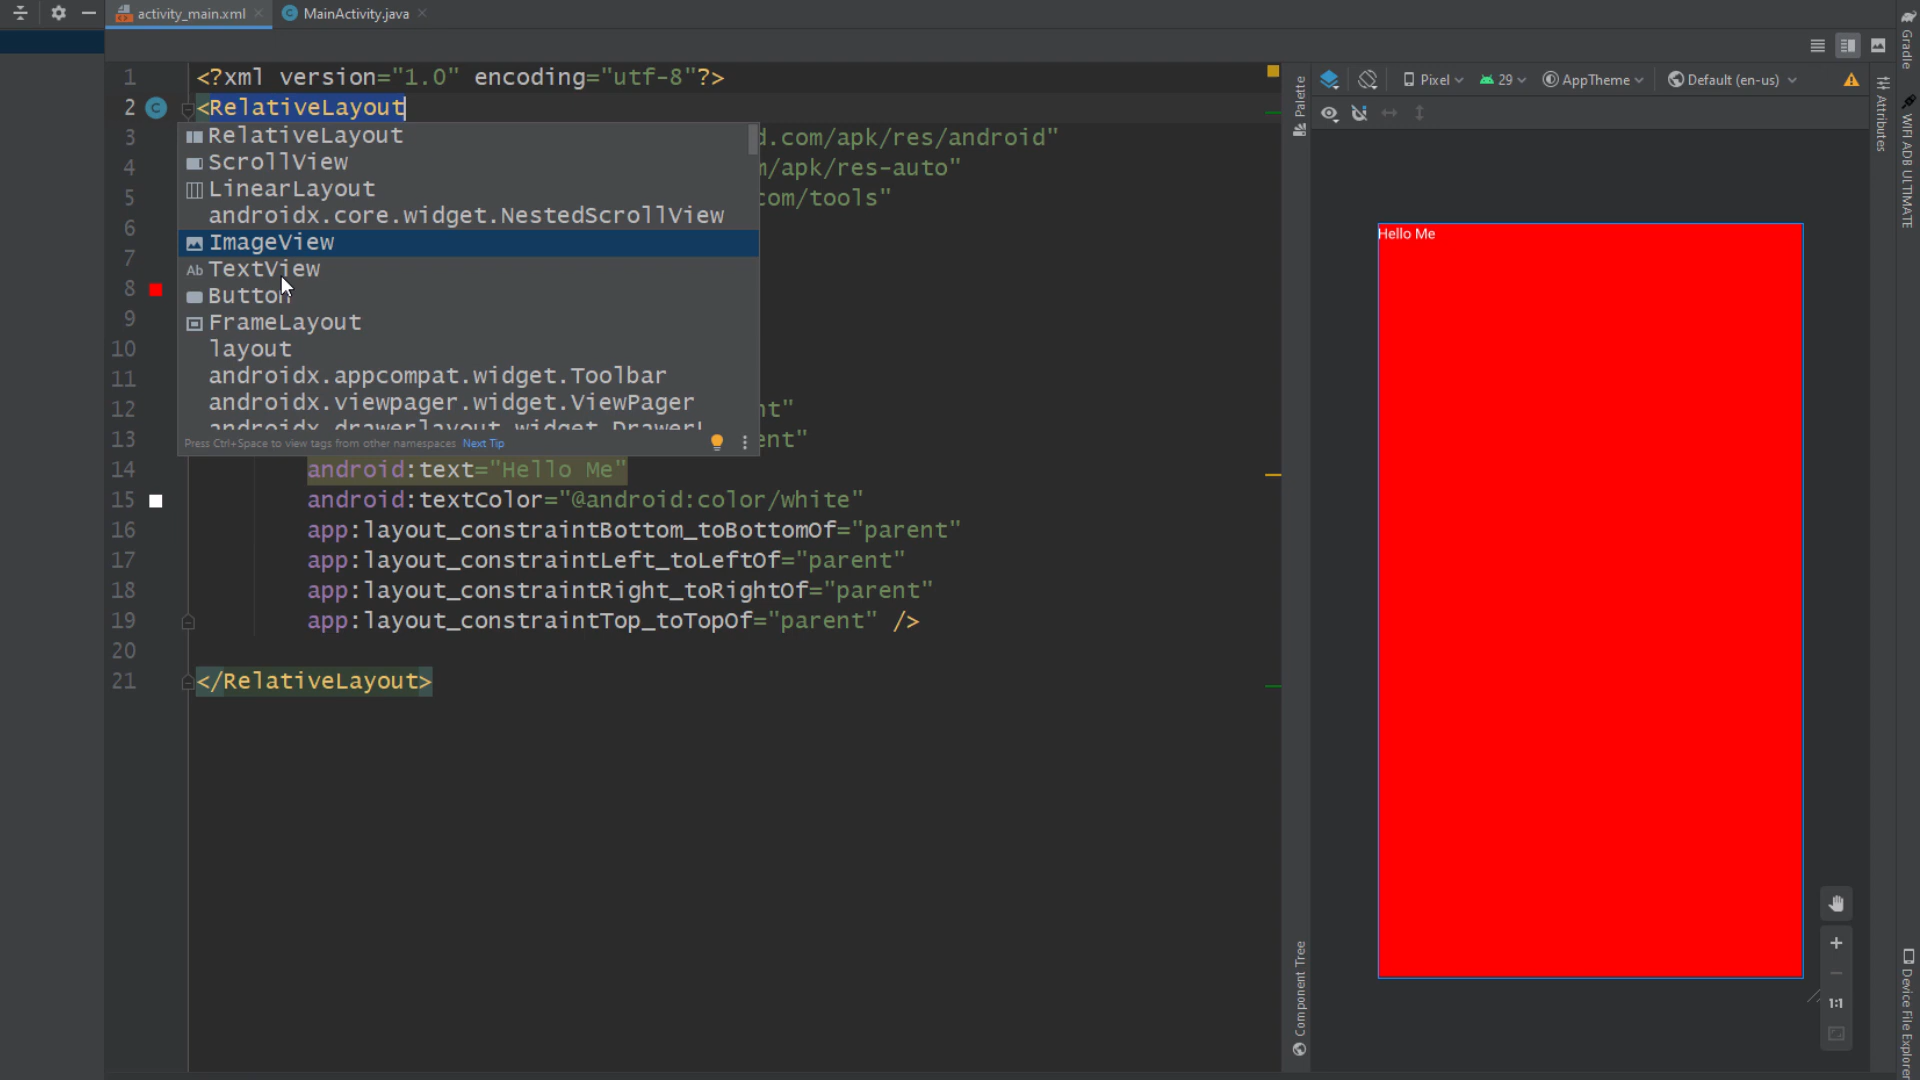 activity_main.xml
MainActivity.java
Gradle
WIFI ADB ULTIMATE
Device File Explorer
1 <?xml version="1.0" encoding="utf-8"?>
2 <RelativeLayout
RelativeLayout
ScrollView
LinearLayout
androidx.core.widget.NestedScrollView
ImageView
Ab TextView
Button
FrameLayout
layout
androidx.appcompat.widget.Toolbar
androidx.viewpager.widget.ViewPager
androidx.drawerlayout.widget.DrawerL
Press Ctrl+Space to view tags from other namespaces Next Tip
3 d.com/apk/res/android"
4 m/apk/res-auto"
5 com/tools"
6
7
8
9
10
11
12 nt"
13 ent"
14 android:text="Hello Me"
15 android:textColor="@android:color/white"
16 app:layout_constraintBottom_toBottomOf="parent"
17 app:layout_constraintLeft_toLeftOf="parent"
18 app:layout_constraintRight_toRightOf="parent"
19 app:layout_constraintTop_toTopOf="parent" />
20
21 </RelativeLayout>
Palette
Component Tree
Pixel
29
AppTheme
Default (en-us)
Attributes
Hello Me
1:1